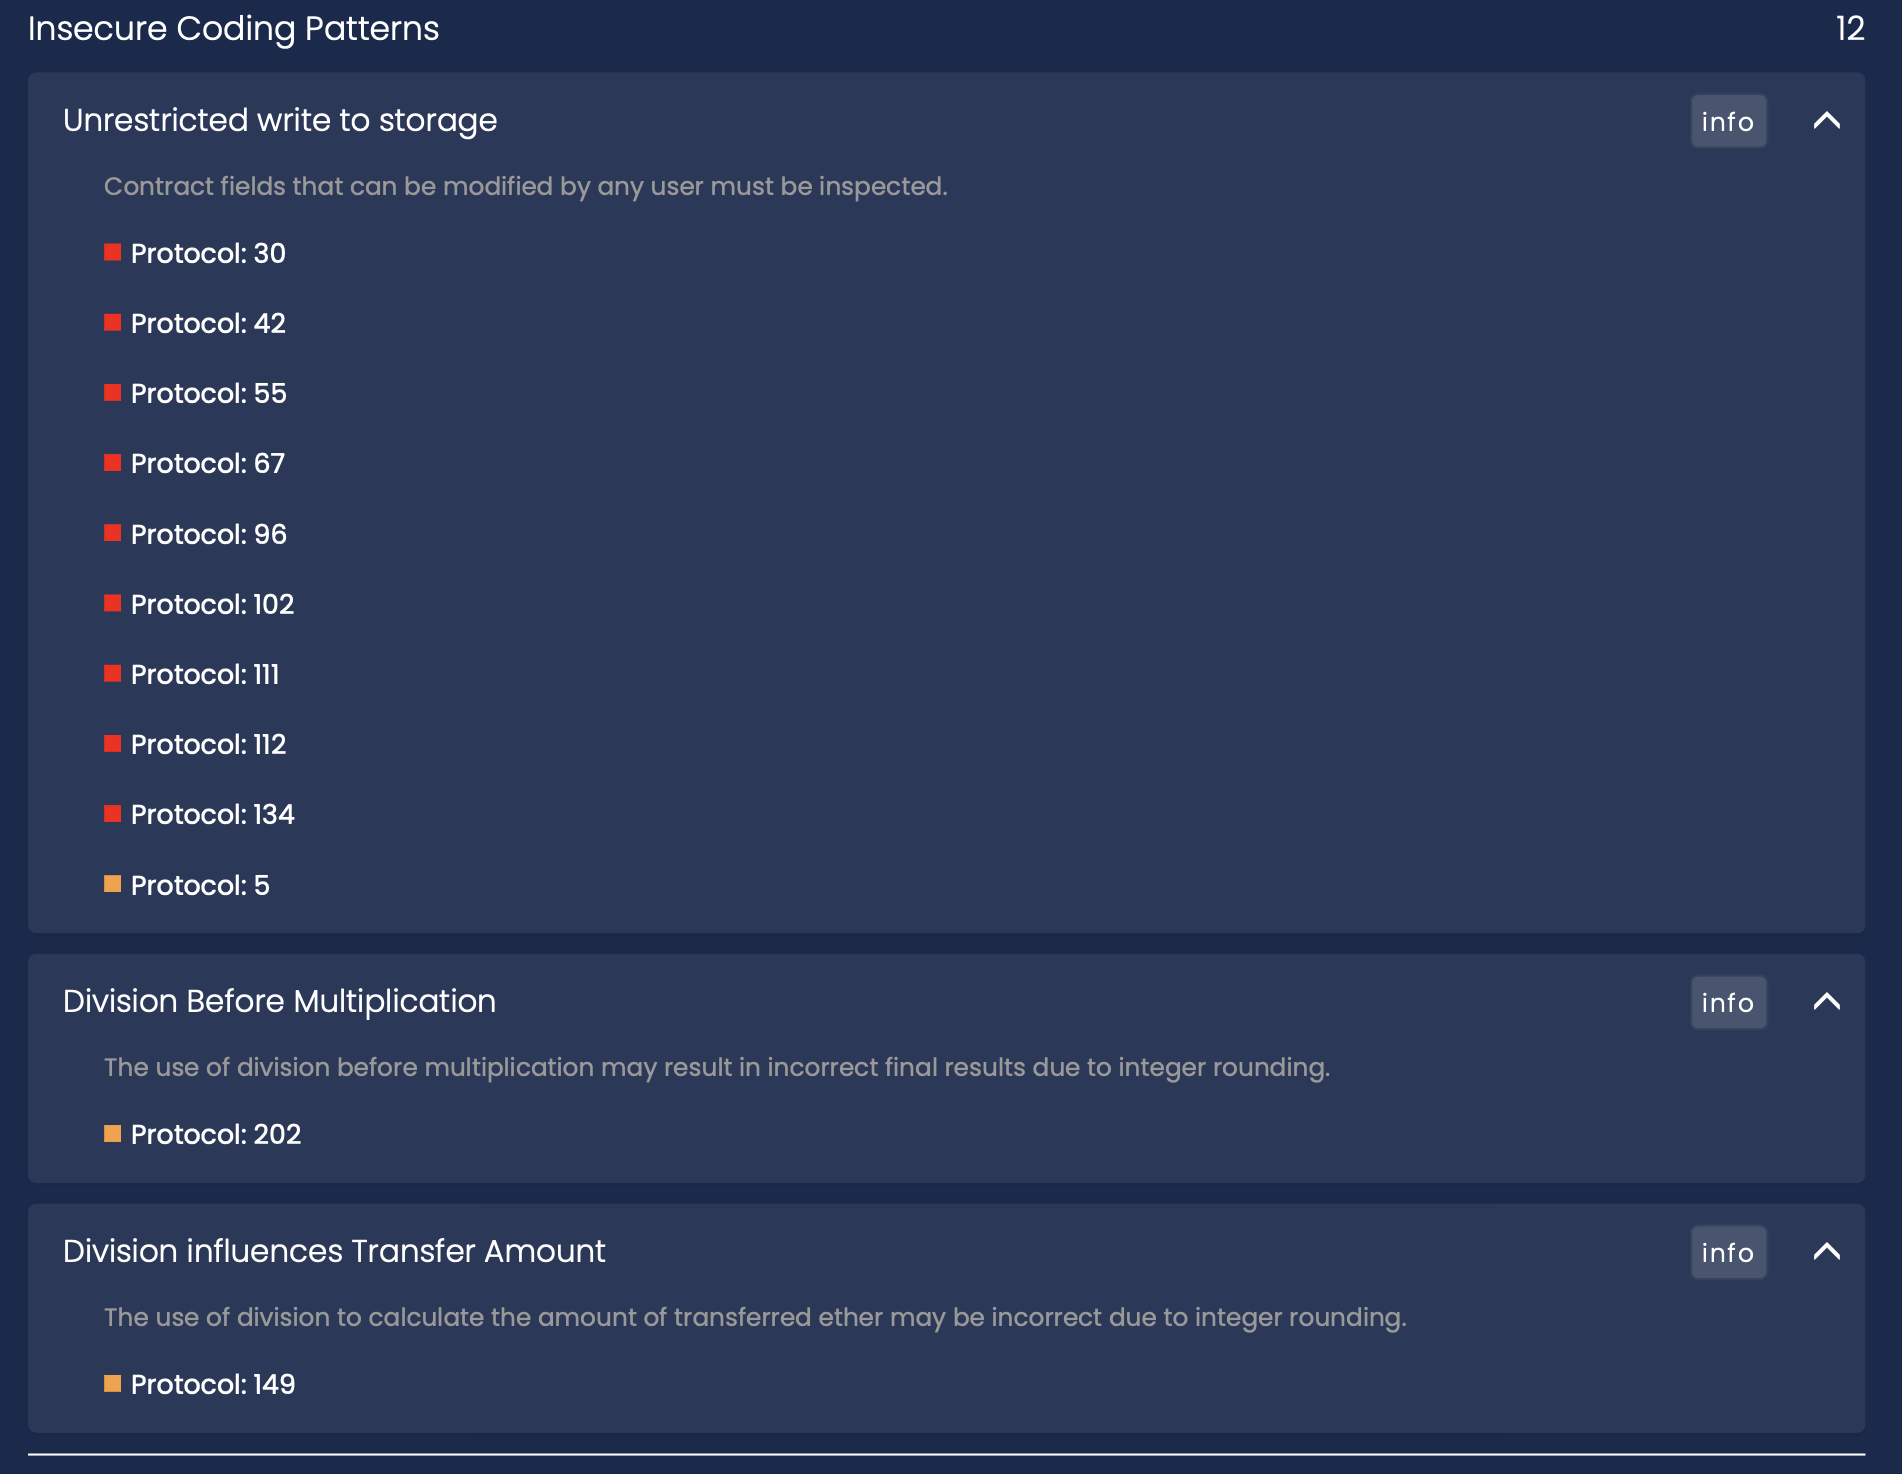 Insecure Coding Patterns 12
Unrestricted write to storage info
Contract fields that can be modified by any user must be inspected.
Protocol: 30
Protocol: 42
Protocol: 55
Protocol: 67
Protocol: 96
Protocol: 102
Protocol: 111
Protocol: 112
Protocol: 134
Protocol: 5
Division Before Multiplication info
The use of division before multiplication may result in incorrect final results due to integer rounding.
Protocol: 202
Division influences Transfer Amount info
The use of division to calculate the amount of transferred ether may be incorrect due to integer rounding.
Protocol: 149